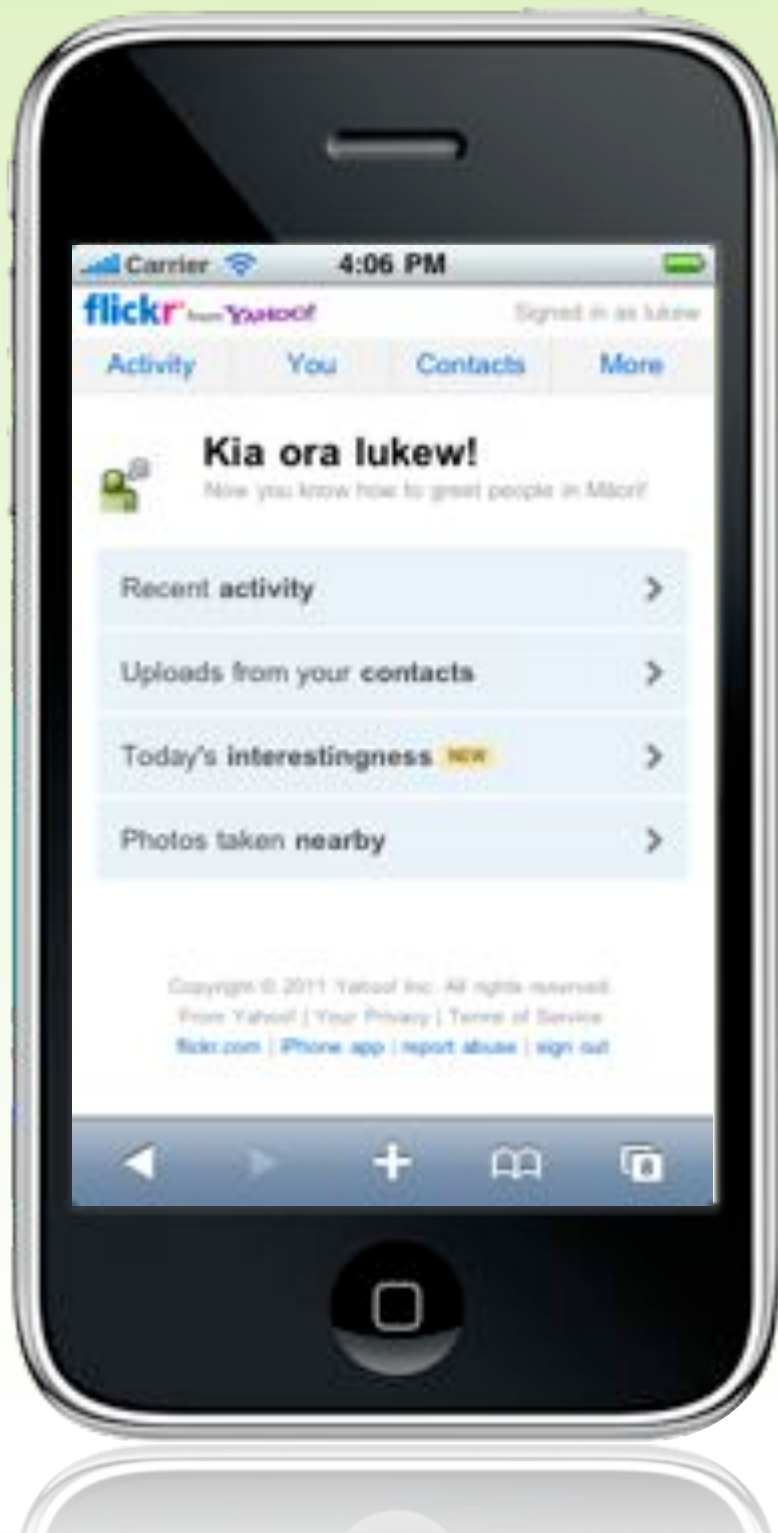 Carrier 4:06 PM
flickr from YAHOO! Signed in as lukew
Activity You Contacts More
Kia ora lukew!
Now you know how to greet people in Māori!
Recent activity
Uploads from your contacts
Today's interestingness NEW
Photos taken nearby
Copyright © 2011 Yahoo! Inc. All rights reserved.
From Yahoo! | Your Privacy | Terms of Service
flickr.com | iPhone app | report abuse | sign out